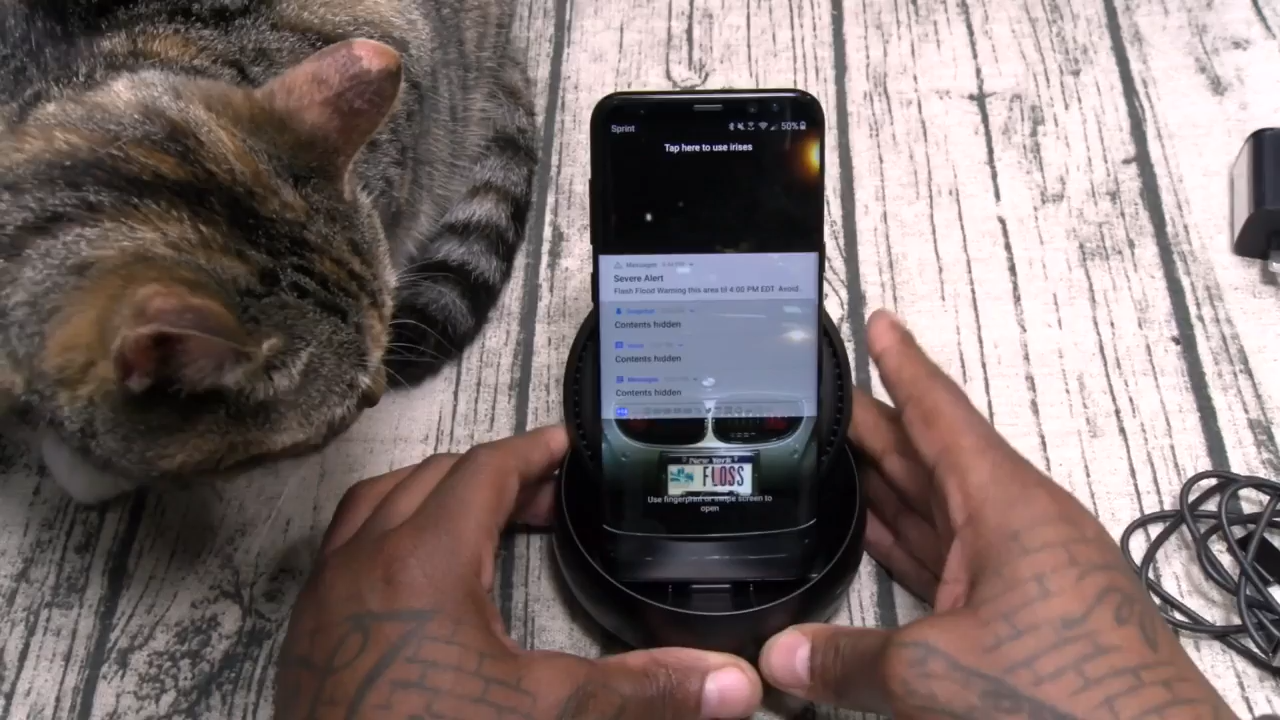 Sprint
50%
Tap here to use irises
Messages
Severe Alert
Flash Flood Warning this area til 4:00 PM EDT Avoid
Contents hidden
Contents hidden
Messages
Contents hidden
New York
FLOSS
Use fingerprint or swipe screen to
open